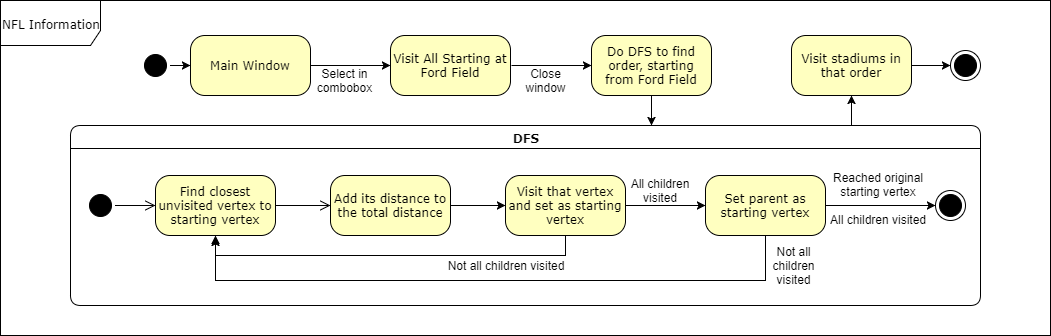 NFL Information
Main Window
Select in
combobox
Visit All Starting at
Ford Field
Close
window
Do DFS to find
order, starting
from Ford Field
Visit stadiums in
that order
DFS
Find closest
unvisited vertex to
starting vertex
Add its distance to
the total distance
Visit that vertex
and set as starting
vertex
All children
visited
Set parent as
starting vertex
Reached original
starting vertex
All children visited
Not all children visited
Not all
children
visited